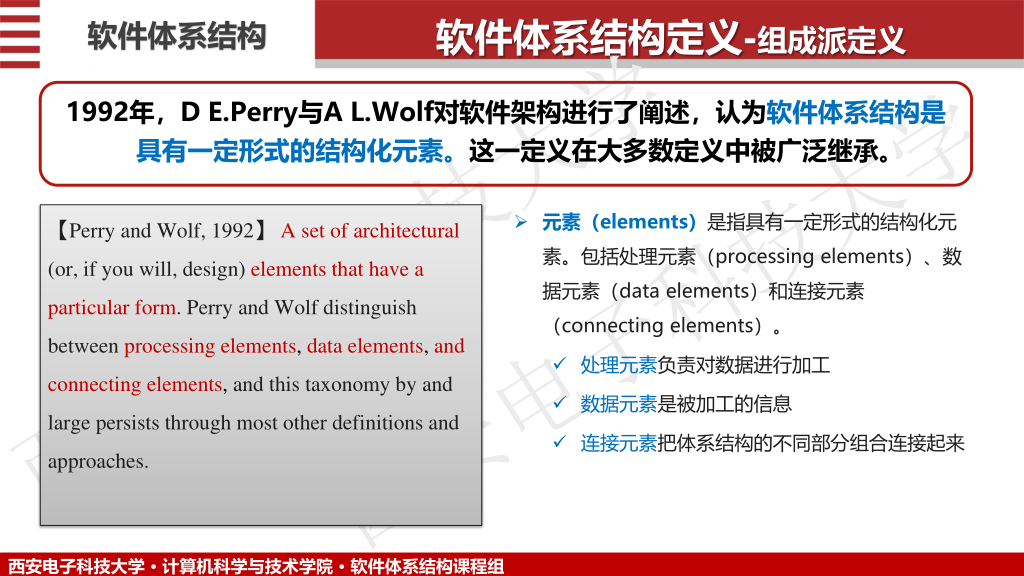 软件体系结构
软件体系结构定义-组成派定义
1992年，D E.Perry与A L.Wolf对软件架构进行了阐述，认为软件体系结构是
具有一定形式的结构化元素。这一定义在大多数定义中被广泛继承。
【Perry and Wolf, 1992】 A set of architectural
(or, if you will, design) elements that have a
particular form. Perry and Wolf distinguish
between processing elements, data elements, and
connecting elements, and this taxonomy by and
large persists through most other definitions and
approaches.
➢ 元素（elements）是指具有一定形式的结构化元
素。包括处理元素（processing elements）、数
据元素（data elements）和连接元素
（connecting elements）。
✓ 处理元素负责对数据进行加工
✓ 数据元素是被加工的信息
✓ 连接元素把体系结构的不同部分组合连接起来
西安电子科技大学 • 计算机科学与技术学院 • 软件体系结构课程组